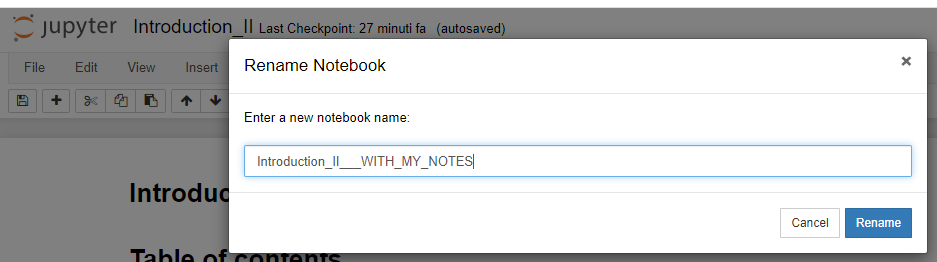 jupyter Introduction_II Last Checkpoint: 27 minuti fa (autosaved)
File Edit View Insert
Rename Notebook ×
Enter a new notebook name:
Introduction_II___WITH_MY_NOTES
Cancel Rename
Introduc
Table of contents